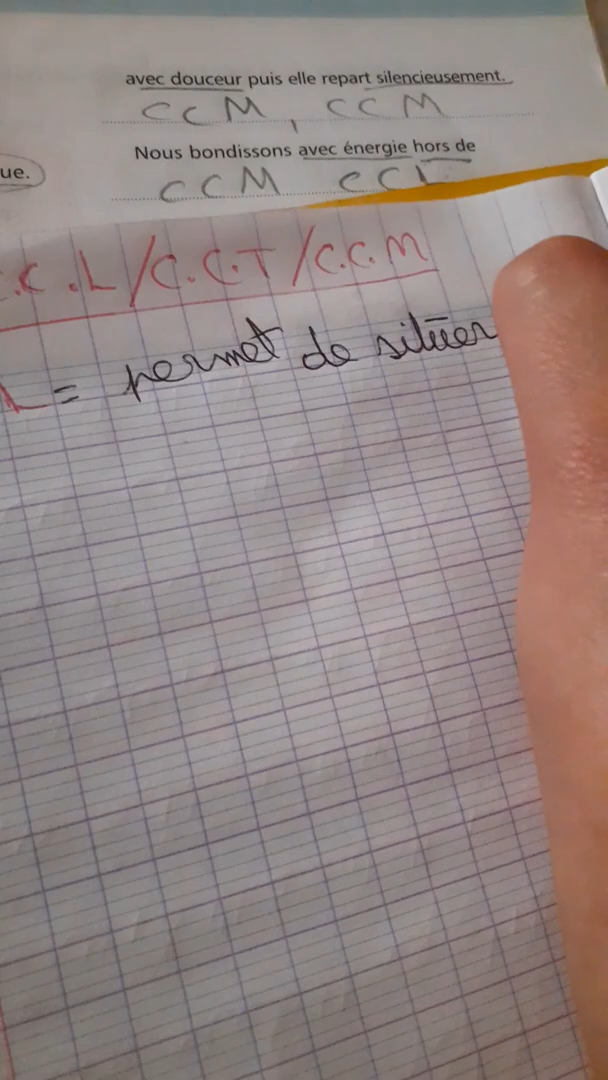 avec douceur puis elle repart silencieusement.
CCM, CCM
Nous bondissons avec énergie hors de
ue.
CCM CCL
.C.L/C.C.T/C.C.M
L = permet de situer